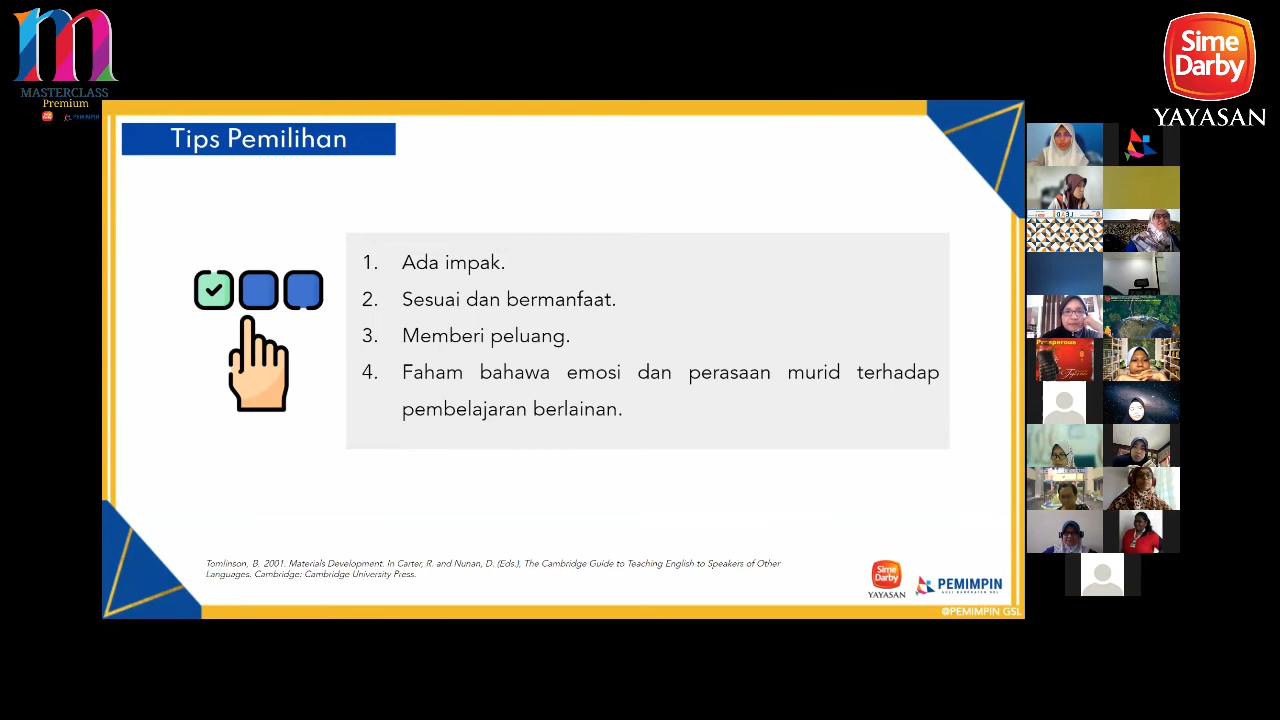 MASTERCLASS
Premium
PEMIMPIN
Sime
Darby
YAYASAN
Tips Pemilihan
1. Ada impak.
2. Sesuai dan bermanfaat.
3. Memberi peluang.
4. Faham bahawa emosi dan perasaan murid terhadap
pembelajaran berlainan.
Tomlinson, B. 2001. Materials Development. In Carter, R. and Nunan, D. (Eds.), The Cambridge Guide to Teaching English to Speakers of Other
Languages. Cambridge: Cambridge University Press.
Sime
Darby
YAYASAN
PEMIMPIN
@PEMIMPIN GSL
Prosperous